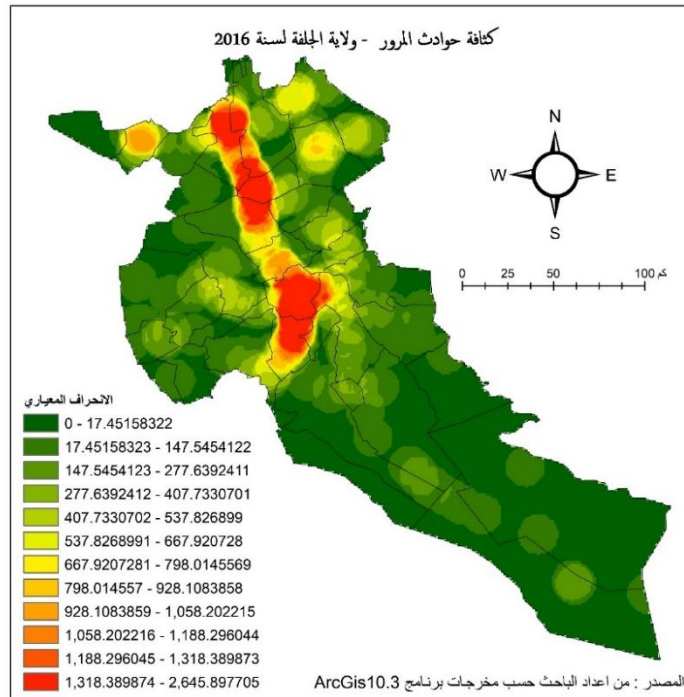 كثافة حوادث المرور - ولاية الجلفة لسنة 2016
N
W E
S
0 25 50 100 كم
الانحراف المعياري
0 - 17.45158322
17.45158323 - 147.5454122
147.5454123 - 277.6392411
277.6392412 - 407.7330701
407.7330702 - 537.826899
537.8268991 - 667.920728
667.9207281 - 798.0145569
798.014557 - 928.1083858
928.1083859 - 1,058.202215
1,058.202216 - 1,188.296044
1,188.296045 - 1,318.389873
1,318.389874 - 2,645.897705
المصدر : من اعداد الباحث حسب مخرجات برنامج ArcGis10.3